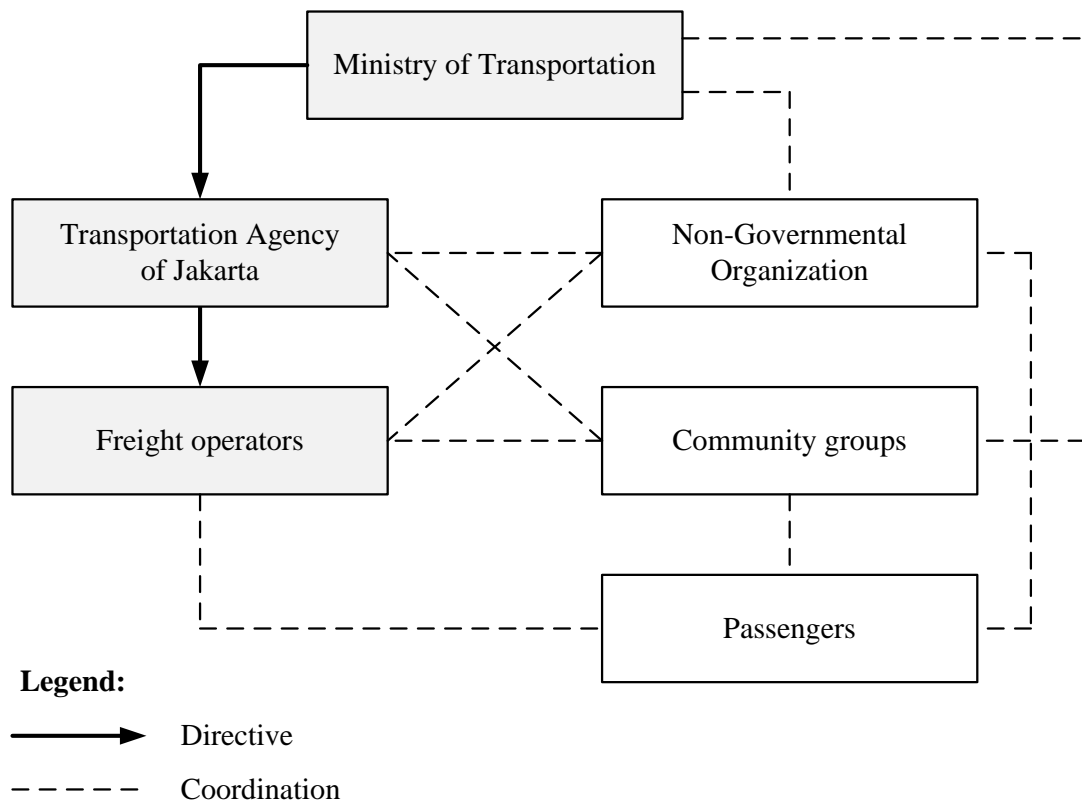 Ministry of Transportation
Transportation Agency
of Jakarta
Non-Governmental
Organization
Freight operators
Community groups
Passengers
Legend:
Directive
Coordination